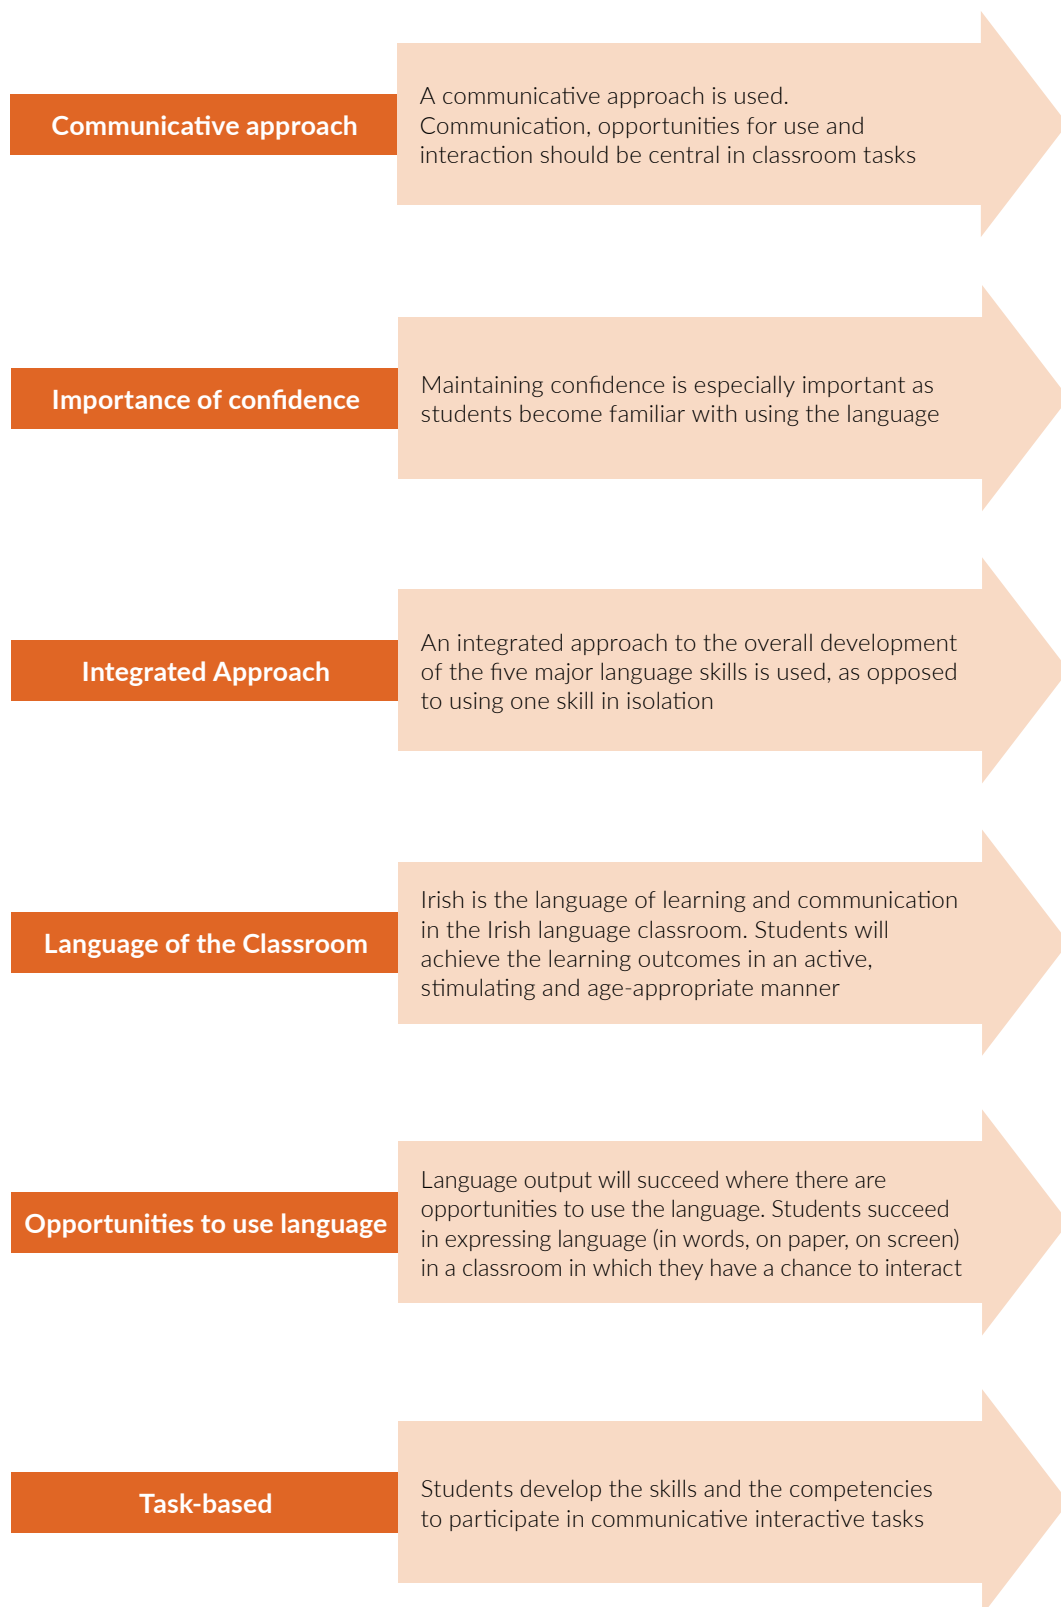 Communicative approach
A communicative approach is used.
Communication, opportunities for use and
interaction should be central in classroom tasks
Importance of confidence
Maintaining confidence is especially important as
students become familiar with using the language
Integrated Approach
An integrated approach to the overall development
of the five major language skills is used, as opposed
to using one skill in isolation
Language of the Classroom
Irish is the language of learning and communication
in the Irish language classroom. Students will
achieve the learning outcomes in an active,
stimulating and age-appropriate manner
Opportunities to use language
Language output will succeed where there are
opportunities to use the language. Students succeed
in expressing language (in words, on paper, on screen)
in a classroom in which they have a chance to interact
Task-based
Students develop the skills and the competencies
to participate in communicative interactive tasks